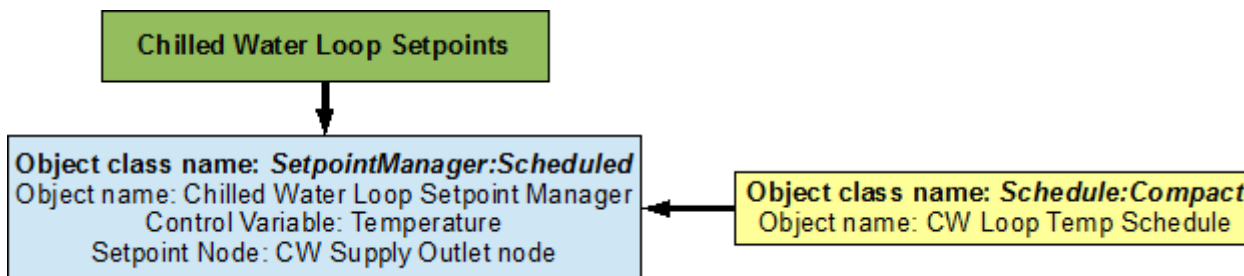 Chilled Water Loop Setpoints
Object class name: SetpointManager:Scheduled
Object name: Chilled Water Loop Setpoint Manager
Control Variable: Temperature
Setpoint Node: CW Supply Outlet node
Object class name: Schedule:Compact
Object name: CW Loop Temp Schedule